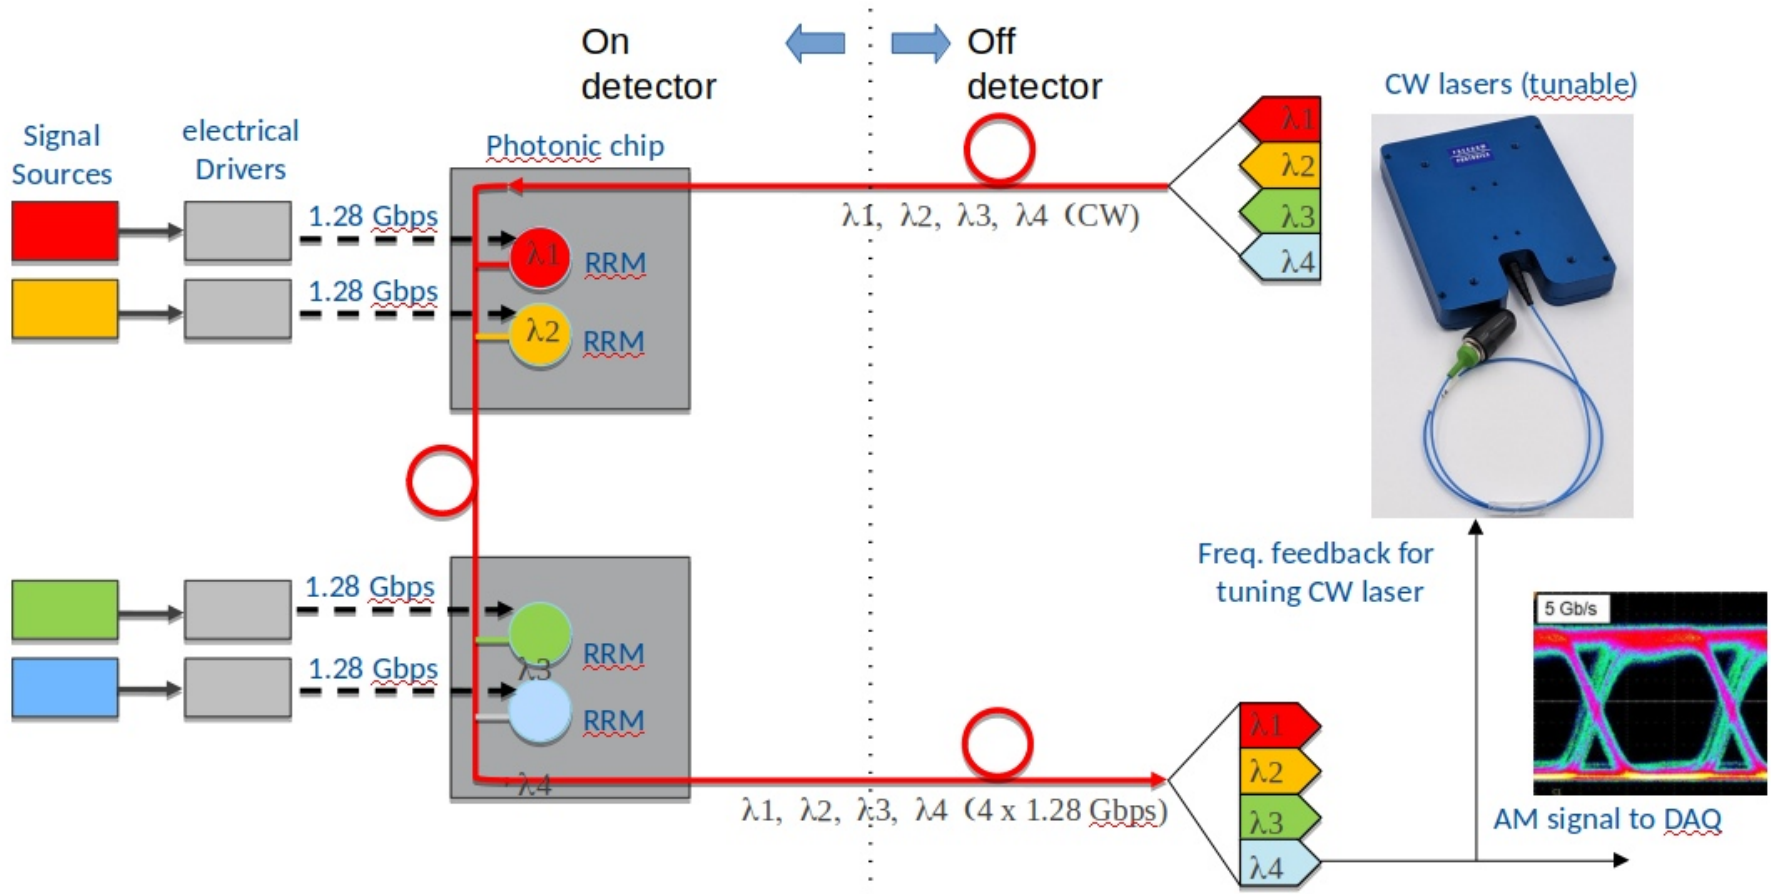 On
detector
Off
detector
CW lasers (tunable)
Signal
Sources
electrical
Drivers
Photonic chip
λ1
λ2
λ3
λ4
λ1, λ2, λ3, λ4 (CW)
1.28 Gbps
λ1
RRM
1.28 Gbps
λ2
RRM
Freq. feedback for
tuning CW laser
1.28 Gbps
RRM
λ3
1.28 Gbps
RRM
λ4
5 Gb/s
λ1, λ2, λ3, λ4 (4 x 1.28 Gbps)
λ1
λ2
λ3
λ4
AM signal to DAQ